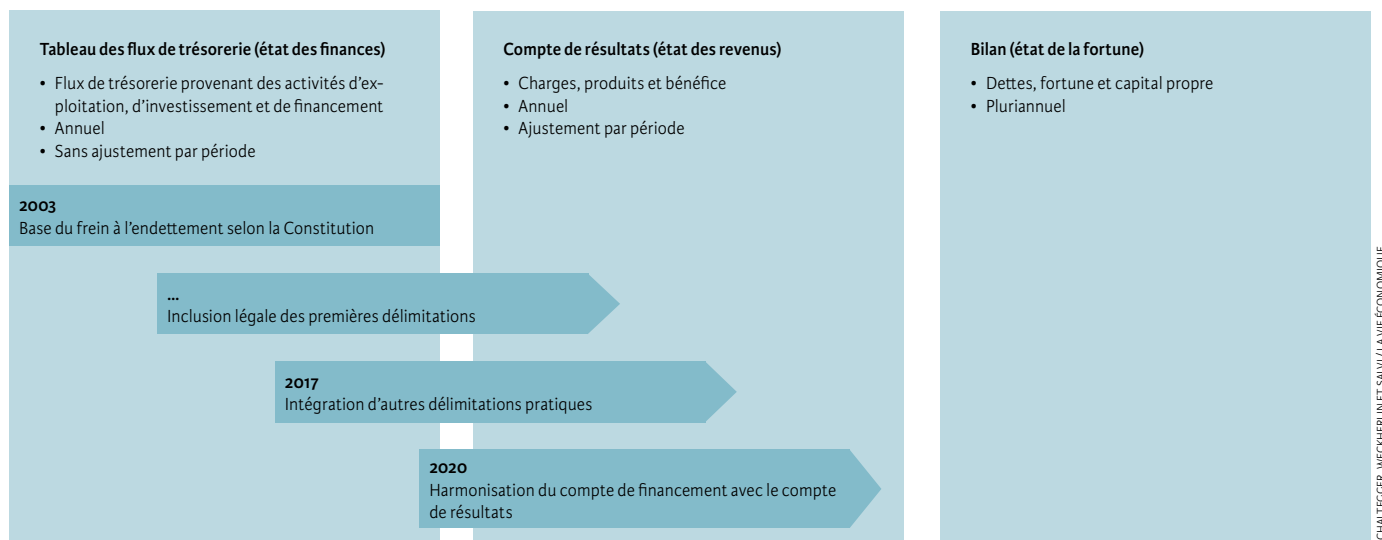 Tableau des flux de trésorerie (état des finances)
• Flux de trésorerie provenant des activités d'ex-
ploitation, d'investissement et de financement
• Annuel
• Sans ajustement par période
Compte de résultats (état des revenus)
• Charges, produits et bénéfice
• Annuel
• Ajustement par période
Bilan (état de la fortune)
• Dettes, fortune et capital propre
• Pluriannuel
2003
Base du frein à l'endettement selon la Constitution
...
Inclusion légale des premières délimitations
2017
Intégration d'autres délimitations pratiques
2020
Harmonisation du compte de financement avec le compte
de résultats
SALVI / LA VIE ÉCONOMIQUE